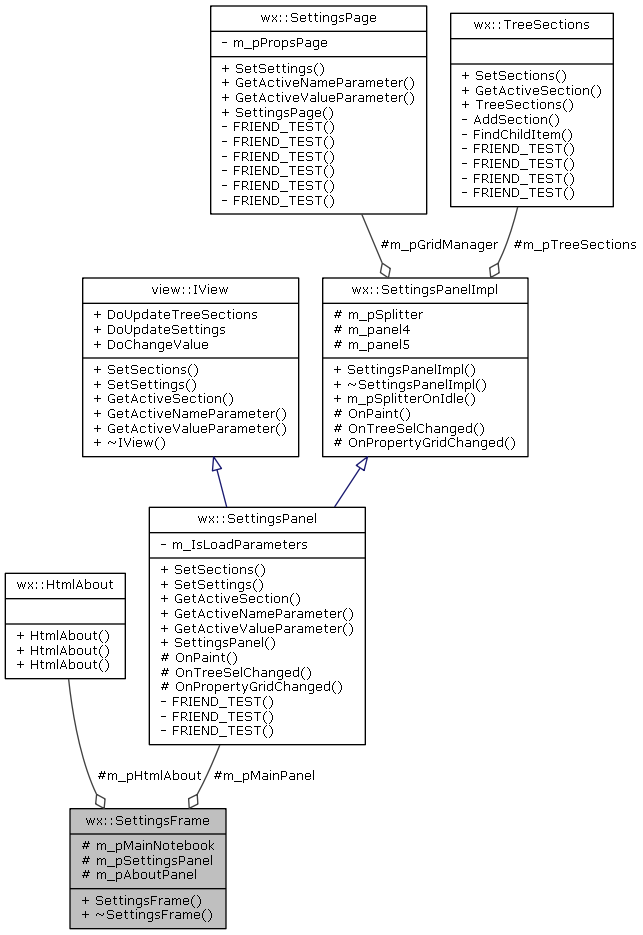 wx::SettingsPage
- m_pPropsPage
+ SetSettings()
+ GetActiveNameParameter()
+ GetActiveValueParameter()
+ SettingsPage()
- FRIEND_TEST()
- FRIEND_TEST()
- FRIEND_TEST()
- FRIEND_TEST()
- FRIEND_TEST()
- FRIEND_TEST()
wx::TreeSections
+ SetSections()
+ GetActiveSection()
+ TreeSections()
- AddSection()
- FindChildItem()
- FRIEND_TEST()
- FRIEND_TEST()
- FRIEND_TEST()
- FRIEND_TEST()
#m_pGridManager
#m_pTreeSections
view::IView
+ DoUpdateTreeSections
+ DoUpdateSettings
+ DoChangeValue
+ SetSections()
+ SetSettings()
+ GetActiveSection()
+ GetActiveNameParameter()
+ GetActiveValueParameter()
+ ~IView()
wx::SettingsPanelImpl
# m_pSplitter
# m_panel4
# m_panel5
+ SettingsPanelImpl()
+ ~SettingsPanelImpl()
+ m_pSplitterOnIdle()
# OnPaint()
# OnTreeSelChanged()
# OnPropertyGridChanged()
wx::SettingsPanel
- m_IsLoadParameters
+ SetSections()
+ SetSettings()
+ GetActiveSection()
+ GetActiveNameParameter()
+ GetActiveValueParameter()
+ SettingsPanel()
# OnPaint()
# OnTreeSelChanged()
# OnPropertyGridChanged()
- FRIEND_TEST()
- FRIEND_TEST()
- FRIEND_TEST()
wx::HtmlAbout
+ HtmlAbout()
+ HtmlAbout()
+ HtmlAbout()
#m_pHtmlAbout
#m_pMainPanel
wx::SettingsFrame
# m_pMainNotebook
# m_pSettingsPanel
# m_pAboutPanel
+ SettingsFrame()
+ ~SettingsFrame()